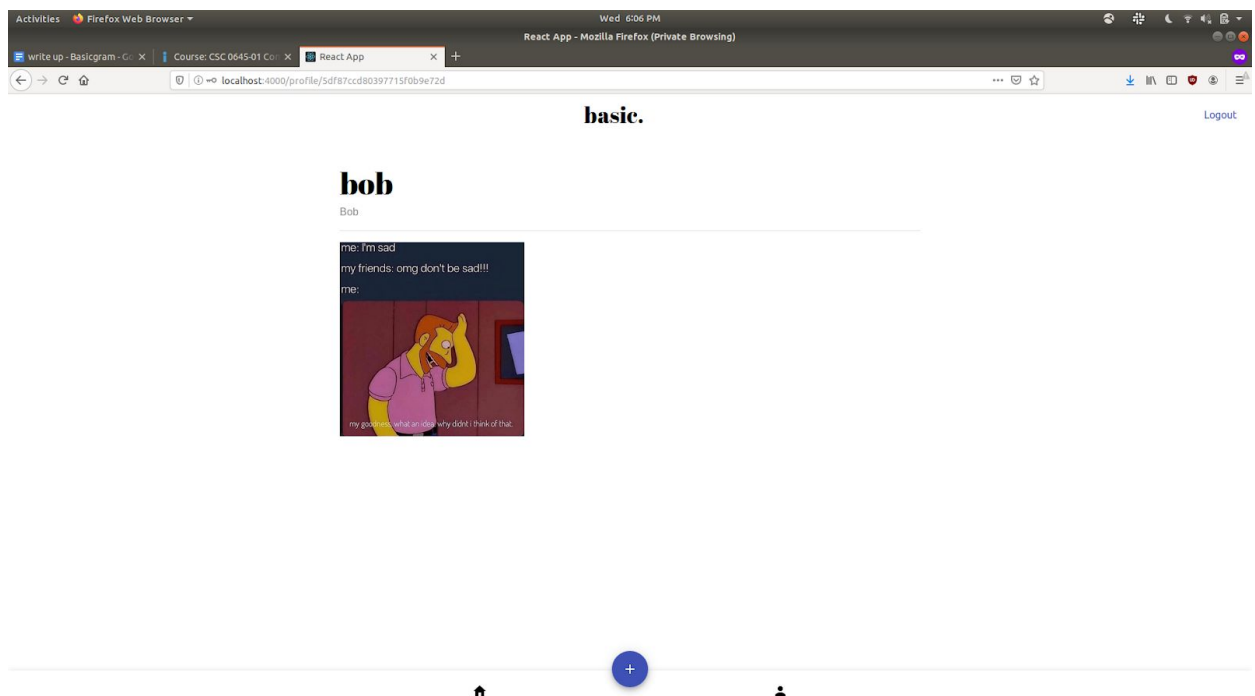 Activities Firefox Web Browser Wed 6:06 PM
React App - Mozilla Firefox (Private Browsing)
write up - Basicgram - Go Course: CSC 0645-01 Com React App
localhost:4000/profile/5df87ccd80397715f0b9e72d
basic.
Logout
bob
Bob
me: I'm sad
my friends: omg don't be sad!!!
me:
my goodness what an idea why didnt i think of that.